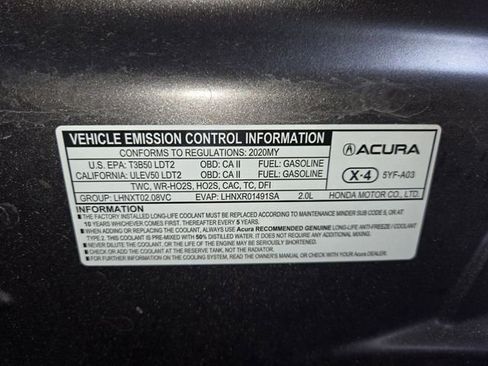 VEHICLE EMISSION CONTROL INFORMATION
CONFORMS TO REGULATIONS: 2020MY
U.S. EPA: T3B50 LDT2 OBD: CA II FUEL: GASOLINE
CALIFORNIA: ULEV50 LDT2 OBD: CA II FUEL: GASOLINE
TWC, WR-HO2S, HO2S, CAC, TC, DFI
GROUP: LHNXT02.08VC EVAP: LHNXR01491SA 2.0L
ACURA
X-4 5YF-A03
HONDA MOTOR CO., LTD.
IMPORTANT
■ THE FACTORY INSTALLED LONG-LIFE COOLANT MUST BE REPLACED ACCORDING TO MAINTENANCE MINDER SUB CODE 5, OR AT
10 YEARS WHICHEVER COMES FIRST. THEREAFTER REPLACE EVERY 5 YEARS.
■ WHEN ADDING OR REPLACING THE COOLANT, ALWAYS USE Acura RECOMMENDED GENUINE LONG-LIFE ANTI-FREEZE / COOLANT
TYPE 2. THIS COOLANT IS PRE-MIXED WITH 50% DISTILLED WATER. IT DOES NOT REQUIRE ANY ADDITIONAL MIXING.
■ NEVER DILUTE THE COOLANT, OR THE LIFE OF THE ENGINE MAY BE SERIOUSLY SHORTENED.
■ CHECK AND ADD COOLANT AT THE RESERVE TANK, NOT THE RADIATOR.
■ FOR FURTHER INFORMATION ON THE COOLING SYSTEM, READ THE OWNER'S MANUAL OR CHECK WITH AN Acura DEALER.